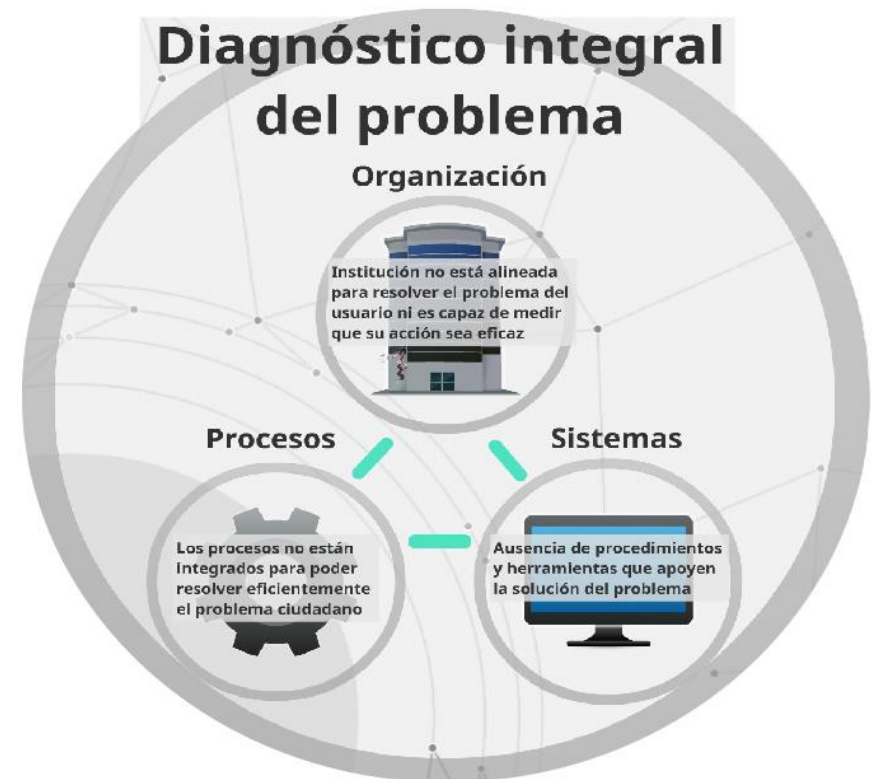 Diagnóstico integral
del problema
Organización
Institución no está alineada
para resolver el problema del
usuario ni es capaz de medir
que su acción sea eficaz
Procesos
Los procesos no están
integrados para poder
resolver eficientemente
el problema ciudadano
Sistemas
Ausencia de procedimientos
y herramientas que apoyen
la solución del problema